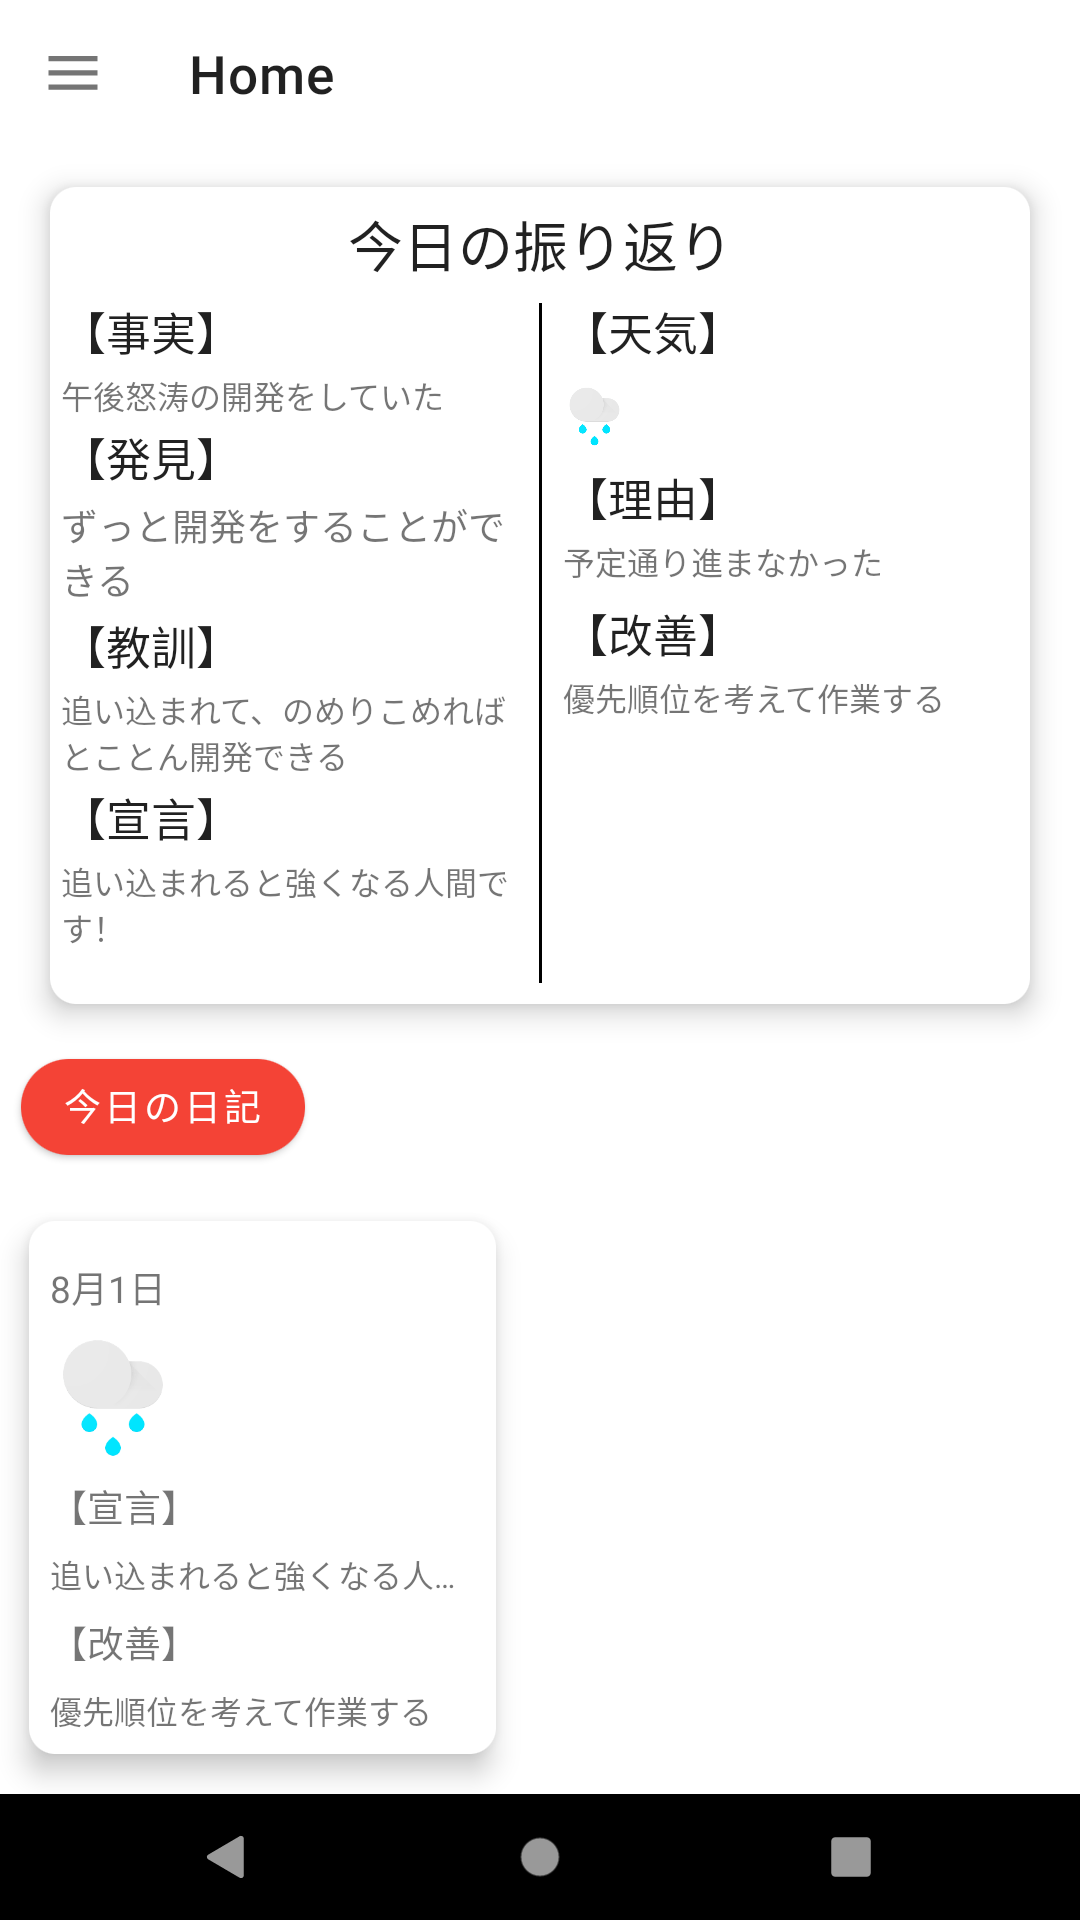 Home
今日の振り返り
【事実】
午後怒涛の開発をしていた
【発見】
ずっと開発をすることがで
きる
【教訓】
追い込まれて、のめりこめれば
とことん開発できる
【宣言】
追い込まれると強くなる人間で
す!
【天気】
【理由】
予定通り進まなかった
【改善】
優先順位を考えて作業する
今日の日記
8月1日
【宣言】
追い込まれると強くなる人...
【改善】
優先順位を考えて作業する